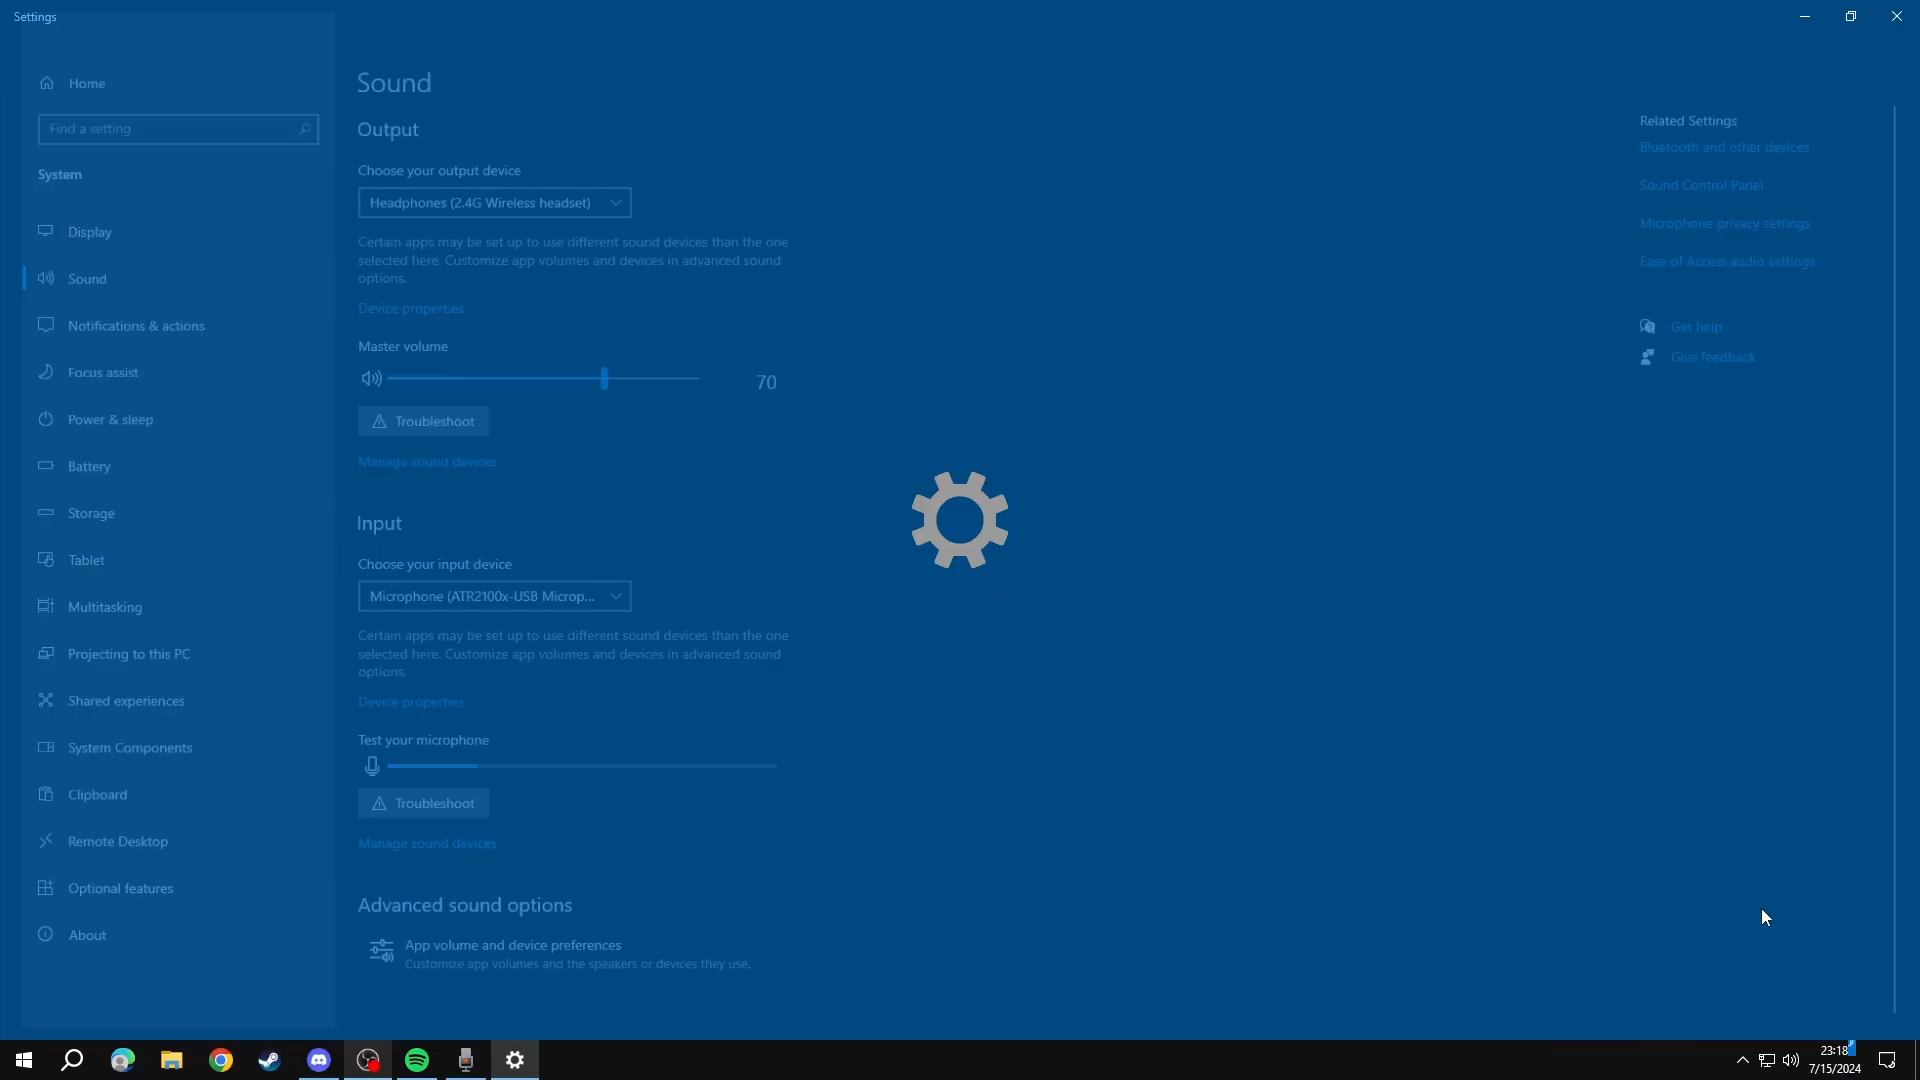 Settings
Home
Find a setting
System
Display
Sound
Notifications & actions
Focus assist
Power & sleep
Battery
Storage
Tablet
Multitasking
Projecting to this PC
Shared experiences
System Components
Clipboard
Remote Desktop
Optional features
About
Sound
Output
Choose your output device
Headphones (2.4G Wireless headset)
Certain apps may be set up to use different sound devices than the one
selected here. Customize app volumes and devices in advanced sound
options.
Device properties
Master volume
70
Troubleshoot
Manage sound devices
Input
Choose your input device
Microphone (ATR2100x-USB Microp...
Certain apps may be set up to use different sound devices than the one
selected here. Customize app volumes and devices in advanced sound
options.
Device properties
Test your microphone
Troubleshoot
Manage sound devices
Advanced sound options
App volume and device preferences
Customize app volumes and the speakers or devices they use.
Related Settings
Bluetooth and other devices
Sound Control Panel
Microphone privacy settings
Ease of Access audio settings
Get help
Give feedback
23:18
7/15/2024